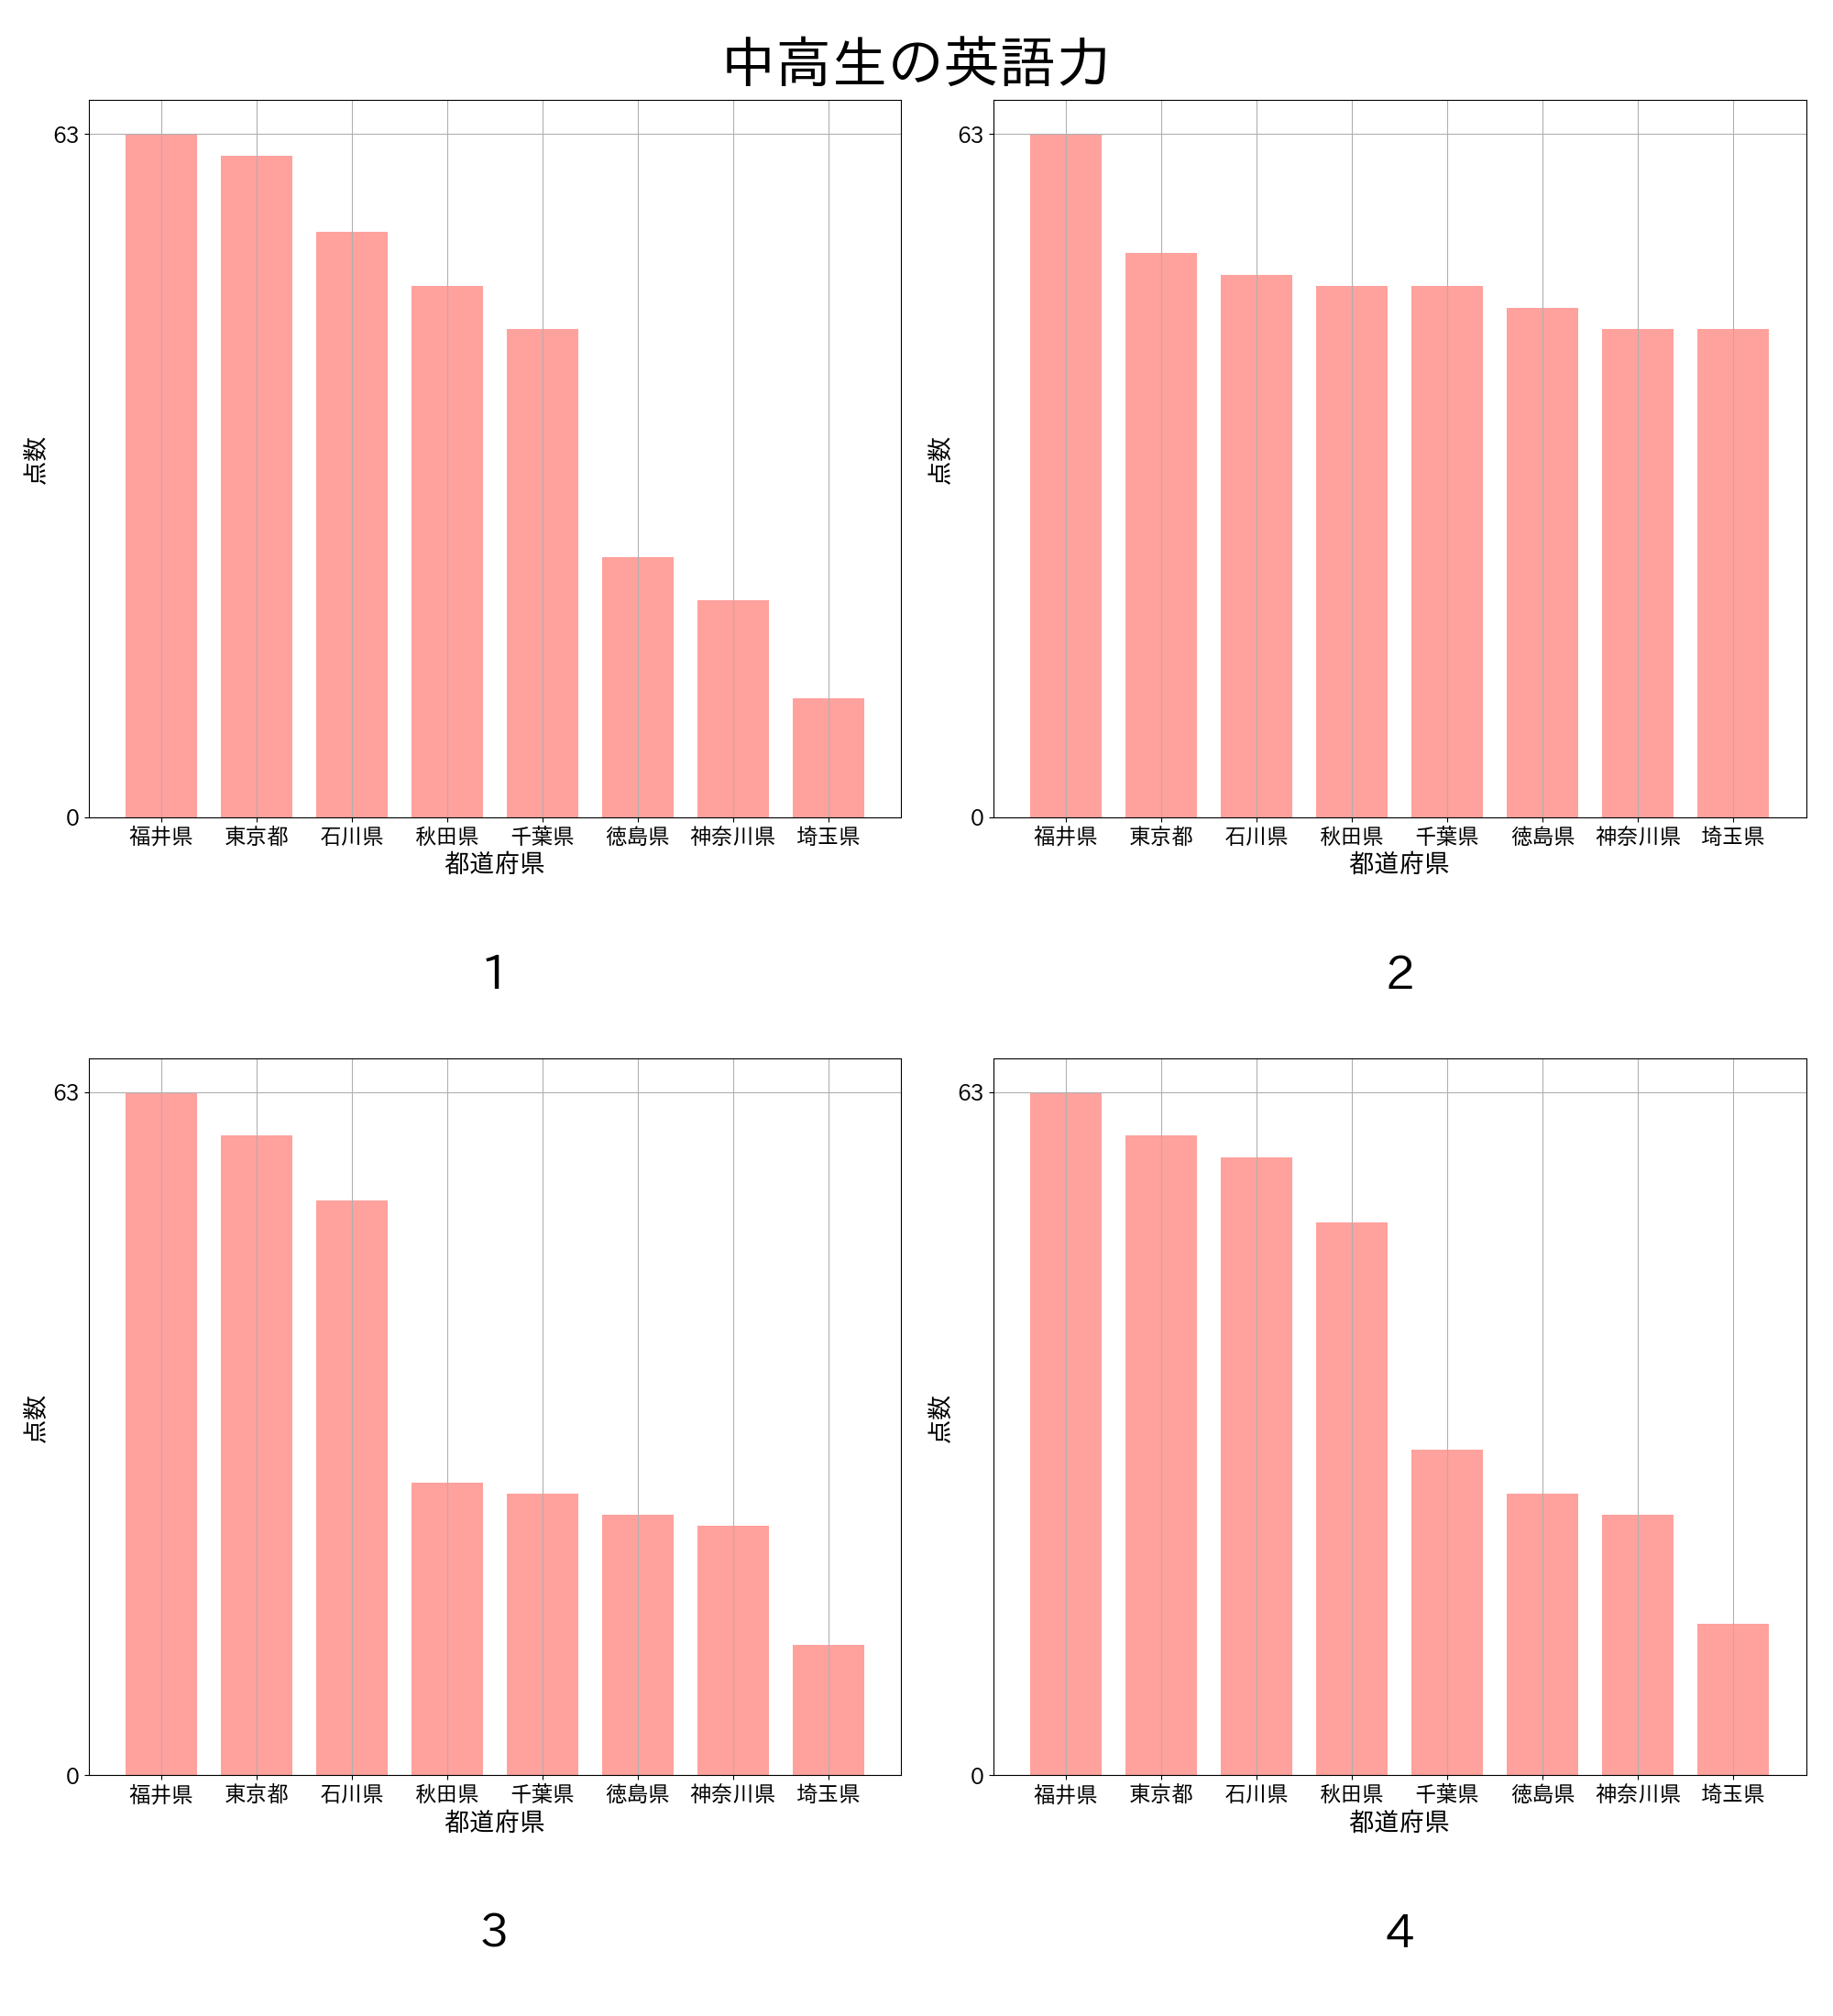 中高生の英語力
63
0
点数
福井県 東京都 石川県 秋田県 千葉県 徳島県 神奈川県 埼玉県
都道府県
1
63
0
点数
福井県 東京都 石川県 秋田県 千葉県 徳島県 神奈川県 埼玉県
都道府県
2
63
0
点数
福井県 東京都 石川県 秋田県 千葉県 徳島県 神奈川県 埼玉県
都道府県
3
63
0
点数
福井県 東京都 石川県 秋田県 千葉県 徳島県 神奈川県 埼玉県
都道府県
4